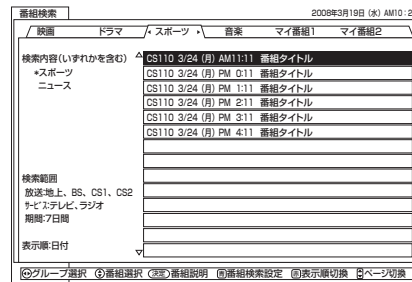 番組検索
2008年3月19日 (水) AM10:2
映画 ドラマ スポーツ 音楽 マイ番組1 マイ番組2
検索内容(いずれかを含む)
*スポーツ
ニュース
CS110 3/24 (月) AM11:11 番組タイトル
CS110 3/24 (月) PM 0:11 番組タイトル
CS110 3/24 (月) PM 1:11 番組タイトル
CS110 3/24 (月) PM 2:11 番組タイトル
CS110 3/24 (月) PM 3:11 番組タイトル
CS110 3/24 (月) PM 4:11 番組タイトル
検索範囲
放送:地上、BS、CS1、CS2
サービス:テレビ、ラジオ
期間:7日間
表示順:日付
グループ選択 番組選択 決定 番組説明 青 番組検索設定 赤 表示順切換 ページ切換